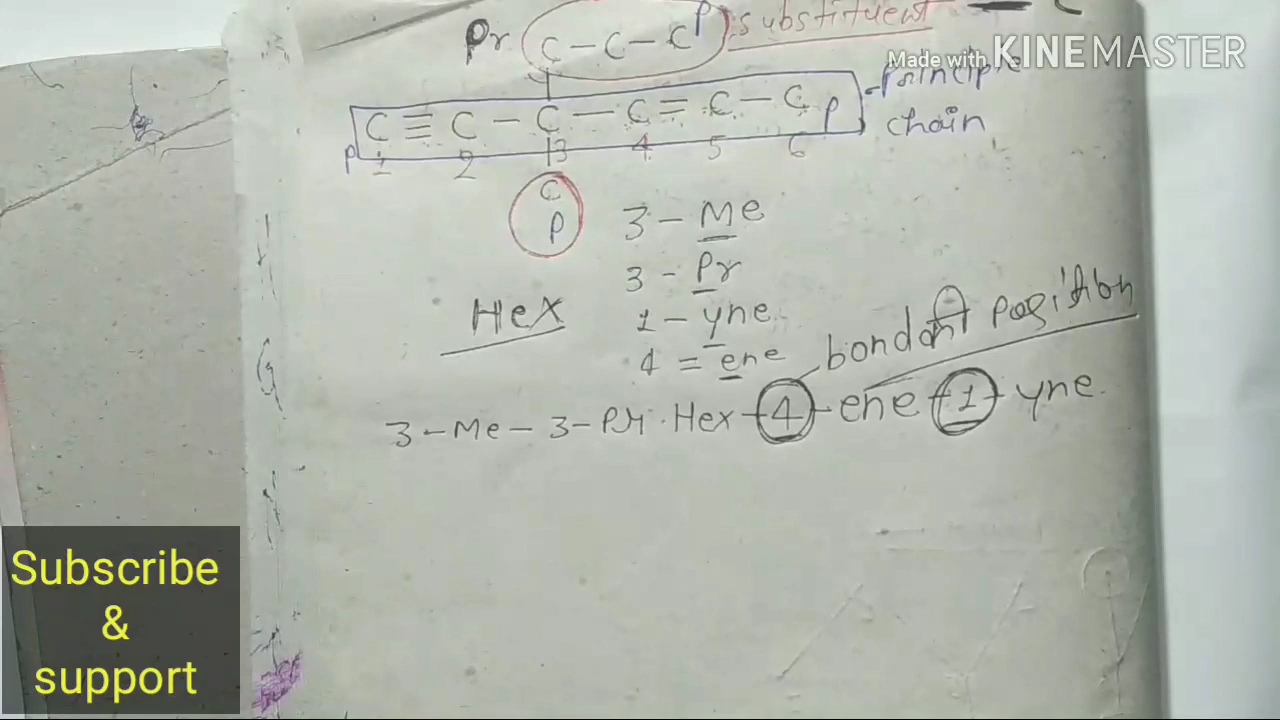 Pr C - C - C P substituent
Made with KINEMASTER
C ≡ C - C - C = C - C P Principle
chain
P 1 2 3 4 5 6
C
P
3 - Me
3 - Pr
Hex
1 - yne
4 = ene
position
3 - Me - 3 - Pr . Hex - 4 - ene - 1 - yne.
Subscribe
&
support